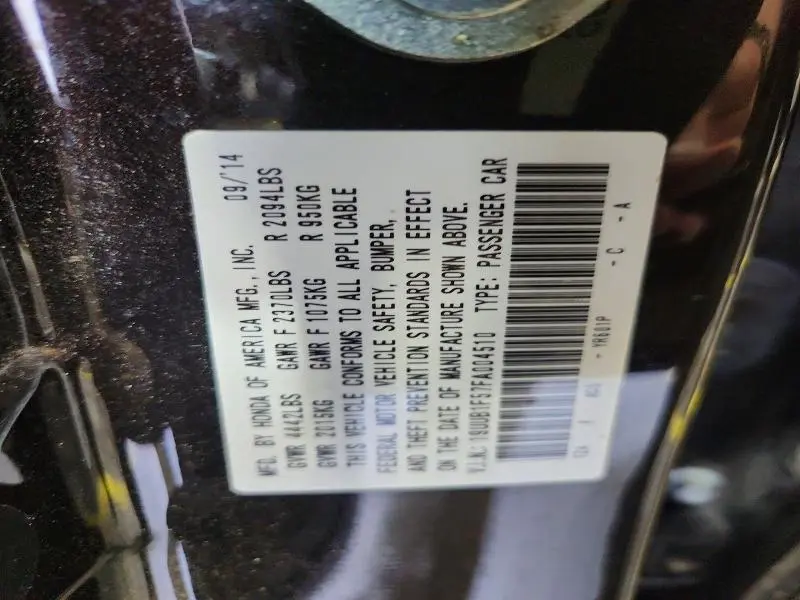 MFD. BY HONDA OF AMERICA MFG., INC. 09/'14
GVWR 4442LBS GAWR F 2370LBS R 2094LBS
GVWR 2015KG GAWR F 1075KG R 950KG
THIS VEHICLE CONFORMS TO ALL APPLICABLE
FEDERAL MOTOR VEHICLE SAFETY, BUMPER,
AND THEFT PREVENTION STANDARDS IN EFFECT
ON THE DATE OF MANUFACTURE SHOWN ABOVE.
V.I.N.: 19UUB1F57FA004510 TYPE: PASSENGER CAR
- YR601P - C - A